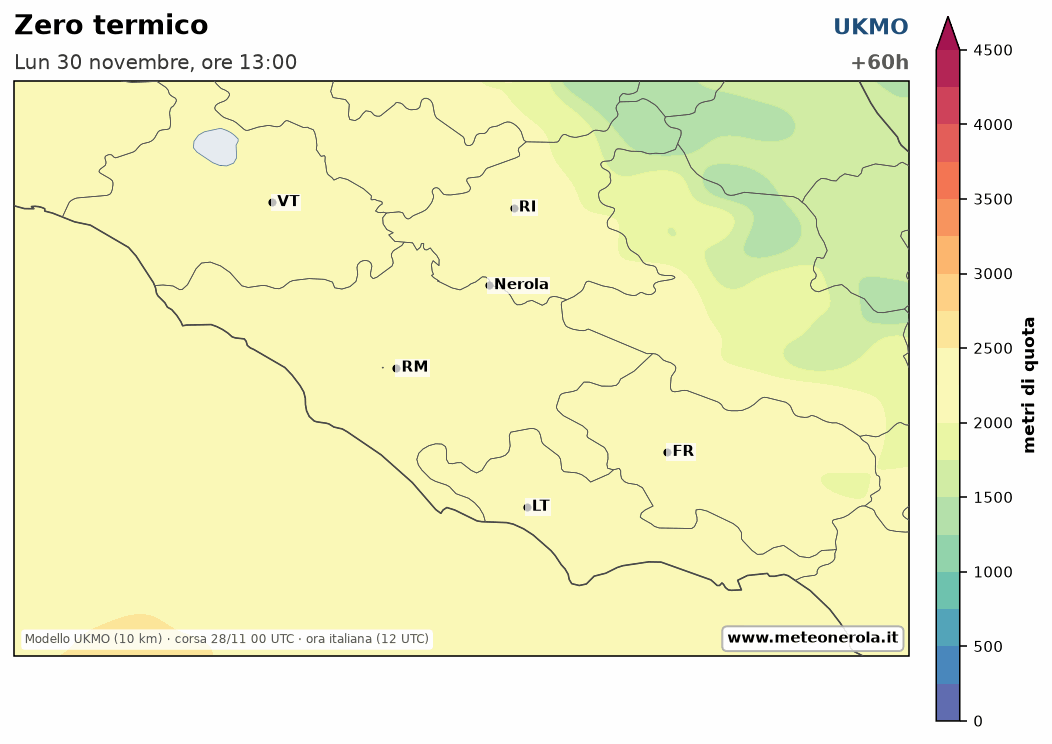 Zero termico
UKMO
Lun 30 novembre, ore 13:00
+60h
VT
RI
Nerola
RM
FR
LT
Modello UKMO (10 km) · corsa 28/11 00 UTC · ora italiana (12 UTC)
www.meteonerola.it
4500
4000
3500
3000
2500
2000
1500
1000
500
0
metri di quota